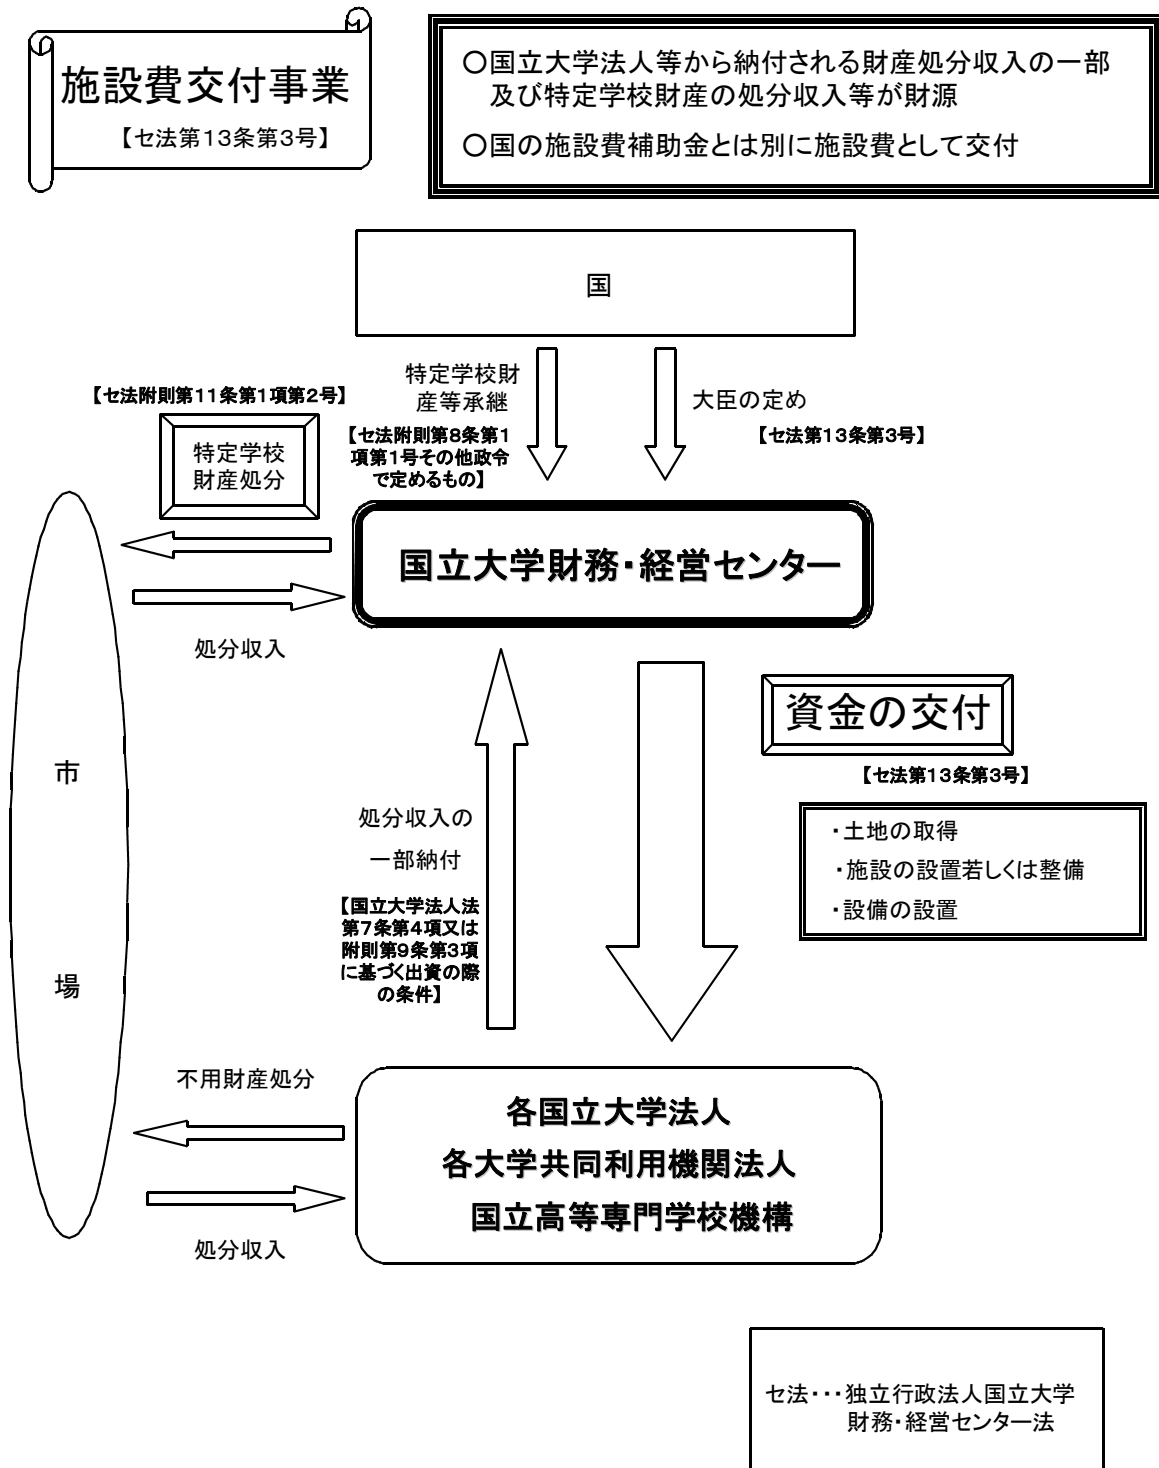 施設費交付事業
【セ法第13条第3号】
○国立大学法人等から納付される財産処分収入の一部
及び特定学校財産の処分収入等が財源
○国の施設費補助金とは別に施設費として交付
国
特定学校財
産等承継
【セ法附則第8条第1
項第1号その他政令
で定めるもの】
大臣の定め
【セ法第13条第3号】
【セ法附則第11条第1項第2号】
特定学校
財産処分
国立大学財務・経営センター
処分収入
市
場
資金の交付
【セ法第13条第3号】
・土地の取得
・施設の設置若しくは整備
・設備の設置
処分収入の
一部納付
【国立大学法人法
第7条第4項又は
附則第9条第3項
に基づく出資の際
の条件】
不用財産処分
処分収入
各国立大学法人
各大学共同利用機関法人
国立高等専門学校機構
セ法・・・独立行政法人国立大学
財務・経営センター法